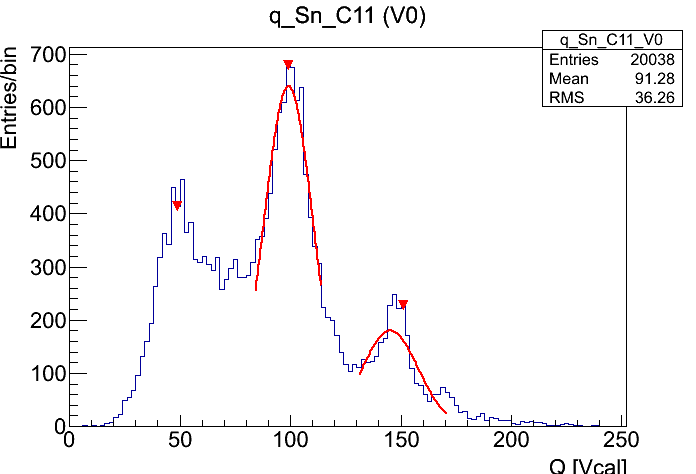 q_Sn_C11 (V0)
Entries/bin
q_Sn_C11_V0
Entries 20038
Mean 91.28
RMS 36.26
700
600
500
400
300
200
100
0
0 50 100 150 200 250
Q [Vcal]